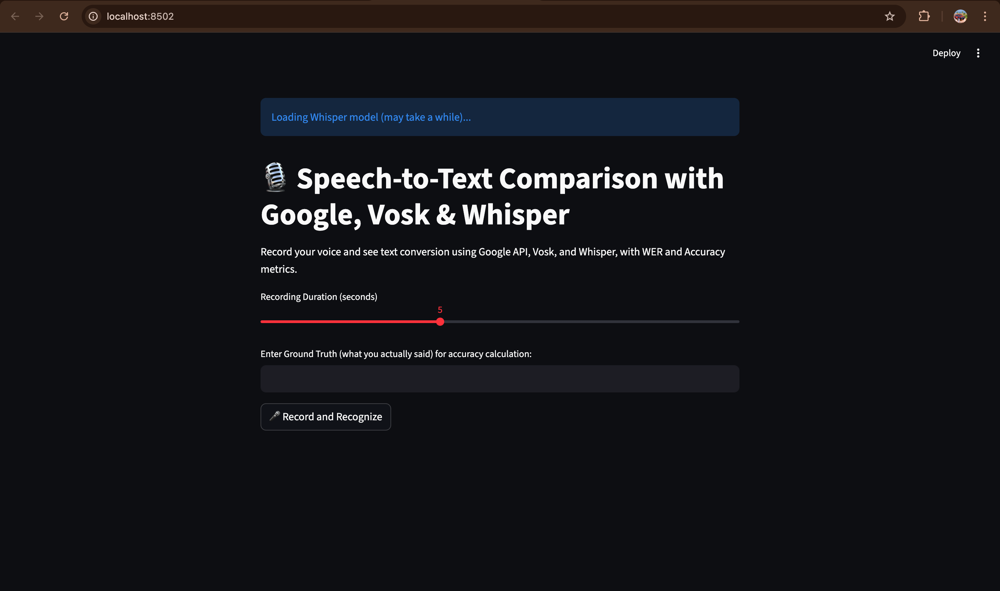 localhost:8502
Deploy
Loading Whisper model (may take a while)...
🎙️ Speech-to-Text Comparison with
Google, Vosk & Whisper
Record your voice and see text conversion using Google API, Vosk, and Whisper, with WER and Accuracy
metrics.
Recording Duration (seconds)
5
Enter Ground Truth (what you actually said) for accuracy calculation:
🎤 Record and Recognize